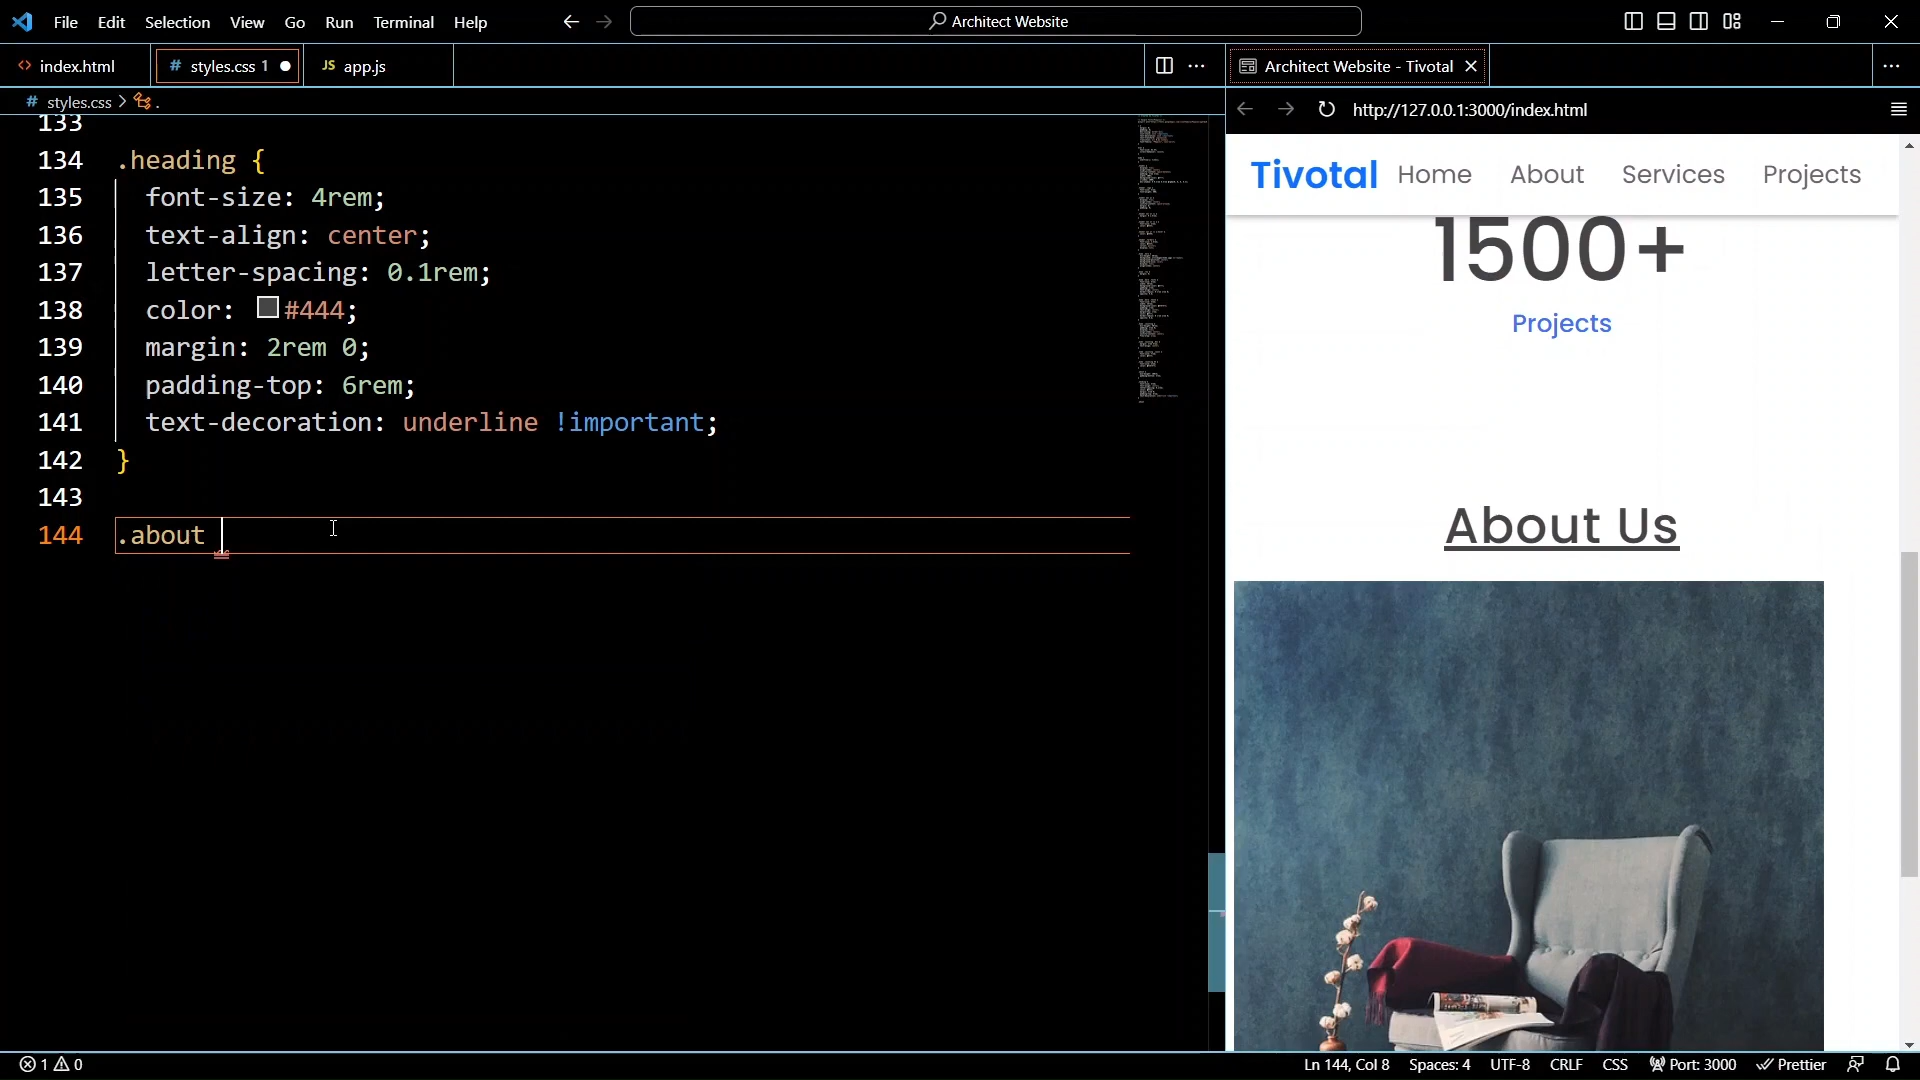 File Edit Selection View Go Run Terminal Help
Architect Website
<> index.html
# styles.css 1
JS app.js
Architect Website - Tivotal
# styles.css > .
http://127.0.0.1:3000/index.html
133
134 .heading {
135 font-size: 4rem;
136 text-align: center;
137 letter-spacing: 0.1rem;
138 color: #444;
139 margin: 2rem 0;
140 padding-top: 6rem;
141 text-decoration: underline !important;
142 }
143
144 .about
Tivotal Home About Services Projects
1500+
Projects
About Us
1 0
Ln 144, Col 8 Spaces: 4 UTF-8 CRLF CSS Port: 3000 Prettier